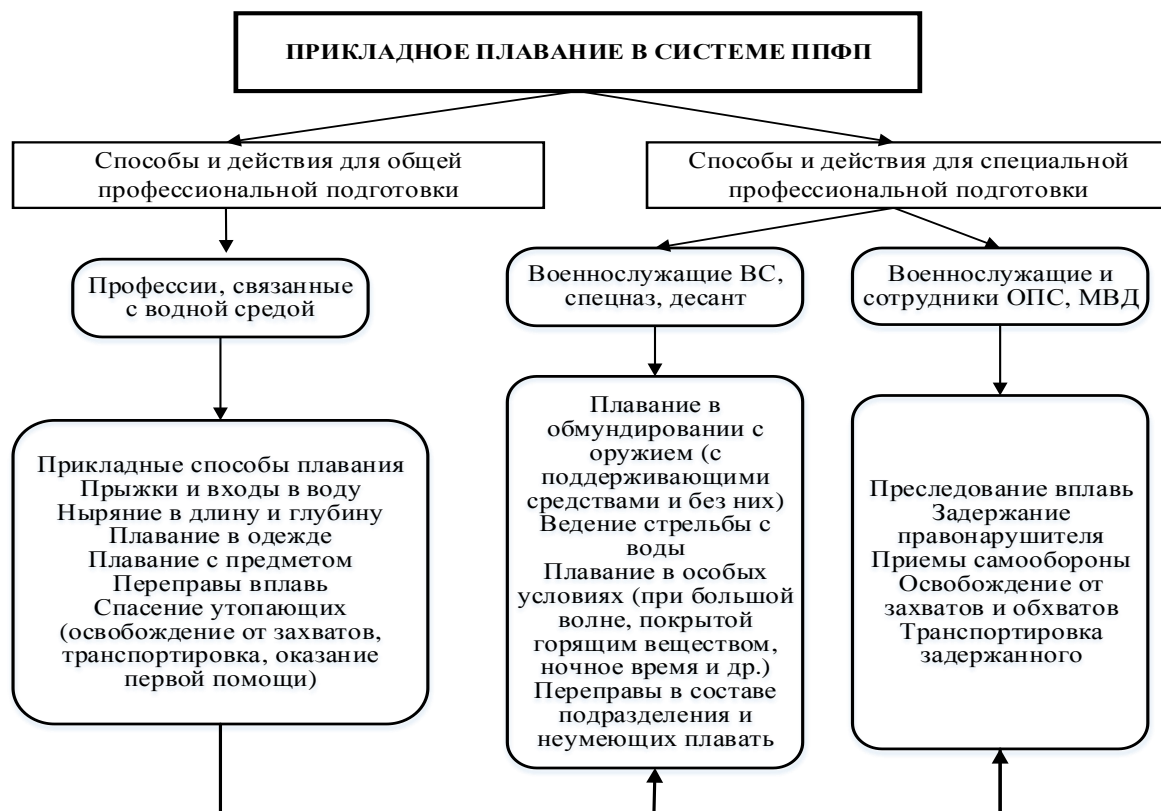 ПРИКЛАДНОЕ ПЛАВАНИЕ В СИСТЕМЕ ППФП
Способы и действия для общей
профессиональной подготовки
Способы и действия для специальной
профессиональной подготовки
Профессии, связанные
с водной средой
Военнослужащие ВС,
спецназ, десант
Военнослужащие и
сотрудники ОПС, МВД
Прикладные способы плавания
Прыжки и входы в воду
Ныряние в длину и глубину
Плавание в одежде
Плавание с предметом
Переправы вплавь
Спасение утопающих
(освобождение от захватов,
транспортировка, оказание
первой помощи)
Плавание в
обмундировании с
оружием (с
поддерживающими
средствами и без них)
Ведение стрельбы с
воды
Плавание в особых
условиях (при большой
волне, покрытой
горящим веществом,
ночное время и др.)
Переправы в составе
подразделения и
неумеющих плавать
Преследование вплавь
Задержание
правонарушителя
Приемы самообороны
Освобождение от
захватов и обхватов
Транспортировка
задержанного